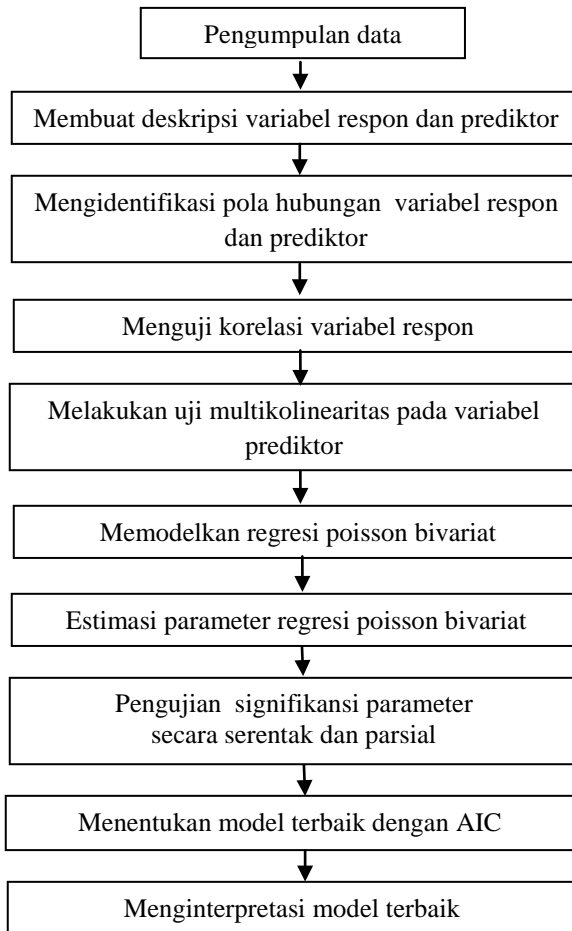 Pengumpulan data
Membuat deskripsi variabel respon dan prediktor
Mengidentifikasi pola hubungan variabel respon
dan prediktor
Menguji korelasi variabel respon
Melakukan uji multikolinearitas pada variabel
prediktor
Memodelkan regresi poisson bivariat
Estimasi parameter regresi poisson bivariat
Pengujian signifikansi parameter
secara serentak dan parsial
Menentukan model terbaik dengan AIC
Menginterpretasi model terbaik